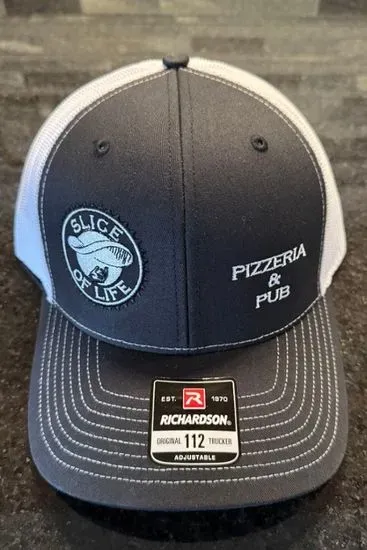 SLICE
OF LIFE
PIZZERIA
&
PUB
EST. R 1970
RICHARDSON®
ORIGINAL 112 TRUCKER
ADJUSTABLE